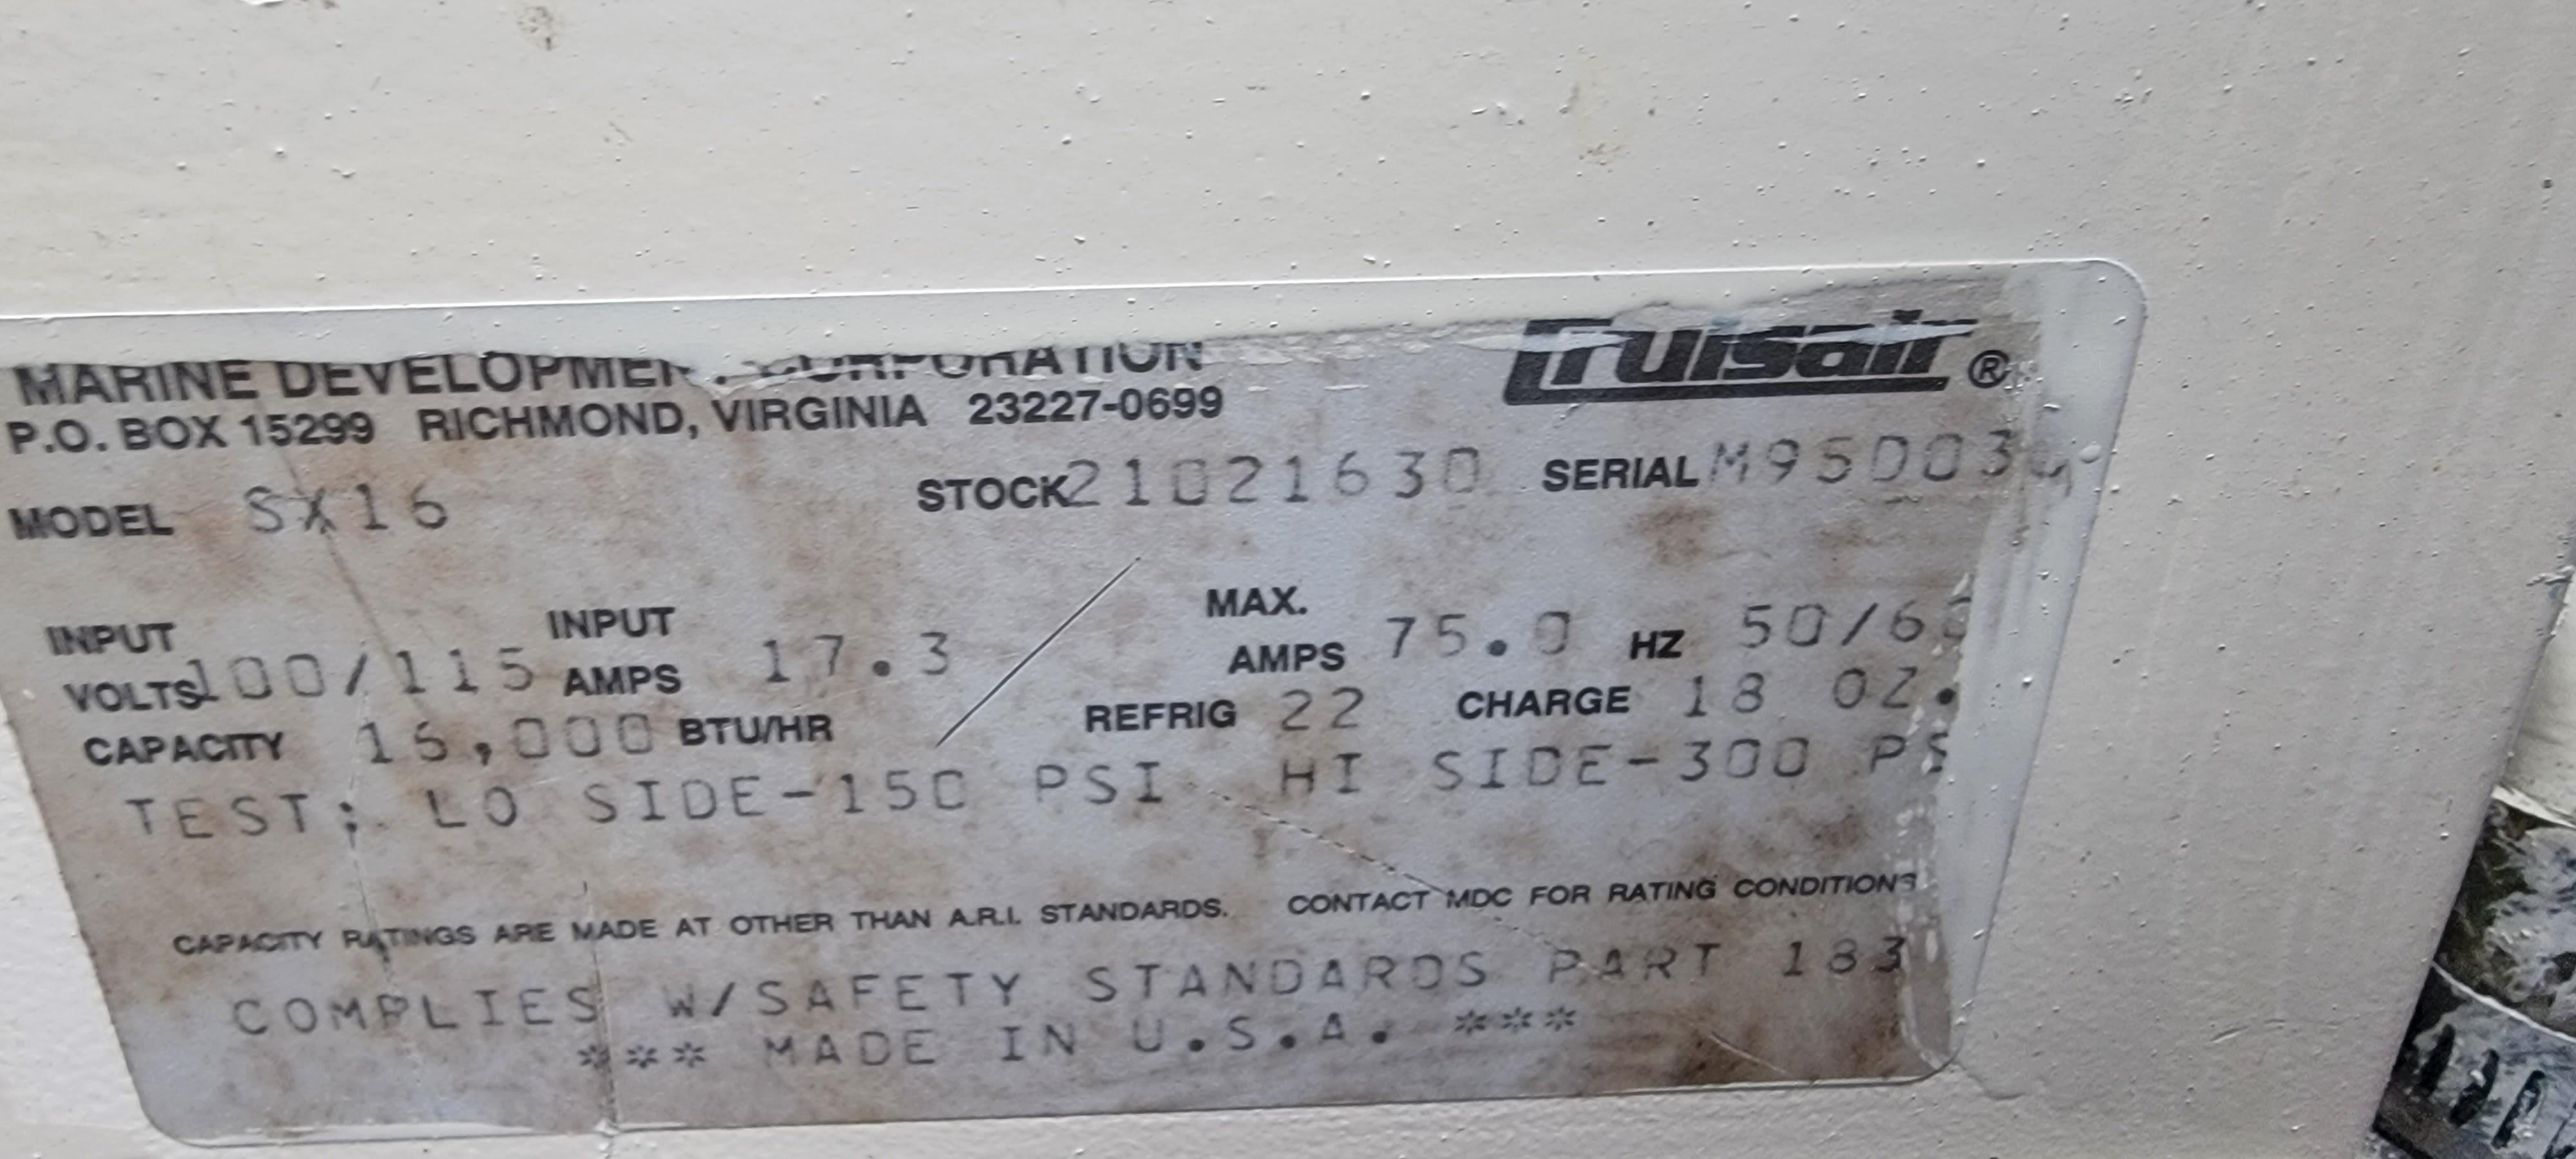 MARINE DEVELOPMENT CORPORATION
Cruisair ®
P.O. BOX 15299 RICHMOND, VIRGINIA 23227-0699
MODEL SX16 STOCK 21021630 SERIAL
INPUT VOLTS 100/115 INPUT AMPS 17.3 MAX. AMPS 75.0 HZ 50/60
CAPACITY 16,000 BTU/HR REFRIG 22 CHARGE 18 OZ.
TEST: LO SIDE-150 PSI HI SIDE-300 PS
CAPACITY RATINGS ARE MADE AT OTHER THAN A.R.I. STANDARDS. CONTACT MDC FOR RATING CONDITIONS
COMPLIES W/SAFETY STANDARDS PART 183
*** MADE IN U.S.A. ***